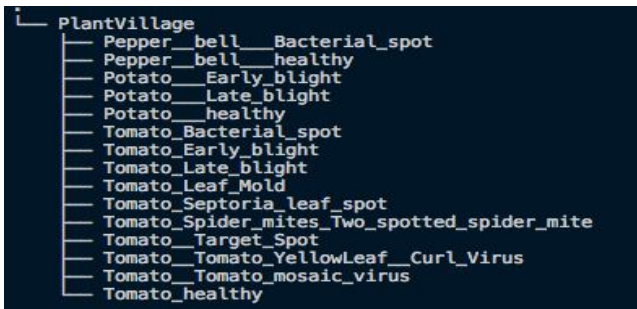 .
└── PlantVillage
    ├── Pepper__bell___Bacterial_spot
    ├── Pepper__bell___healthy
    ├── Potato___Early_blight
    ├── Potato___Late_blight
    ├── Potato___healthy
    ├── Tomato_Bacterial_spot
    ├── Tomato_Early_blight
    ├── Tomato_Late_blight
    ├── Tomato_Leaf_Mold
    ├── Tomato_Septoria_leaf_spot
    ├── Tomato_Spider_mites_Two_spotted_spider_mite
    ├── Tomato__Target_Spot
    ├── Tomato__Tomato_YellowLeaf__Curl_Virus
    ├── Tomato__Tomato_mosaic_virus
    └── Tomato_healthy